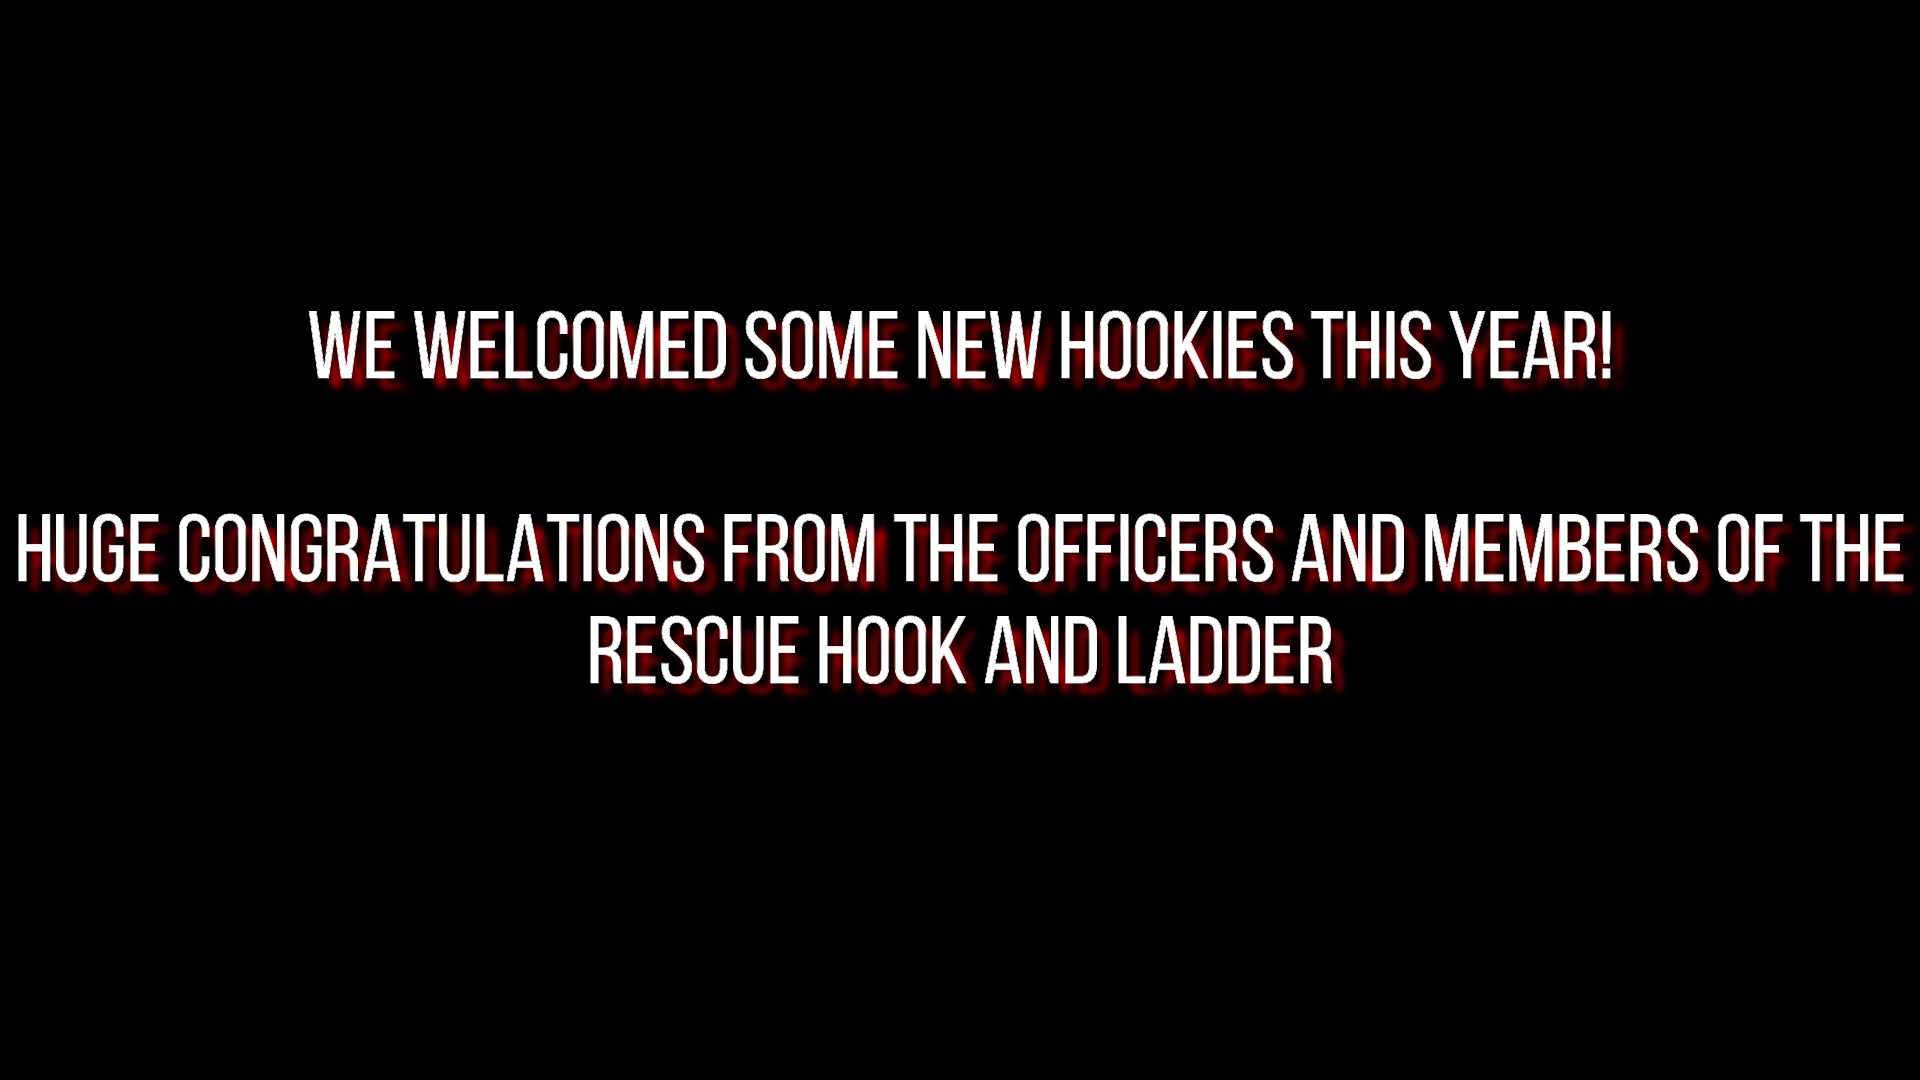 WE WELCOMED SOME NEW HOOKIES THIS YEAR!
HUGE CONGRATULATIONS FROM THE OFFICERS AND MEMBERS OF THE
RESCUE HOOK AND LADDER